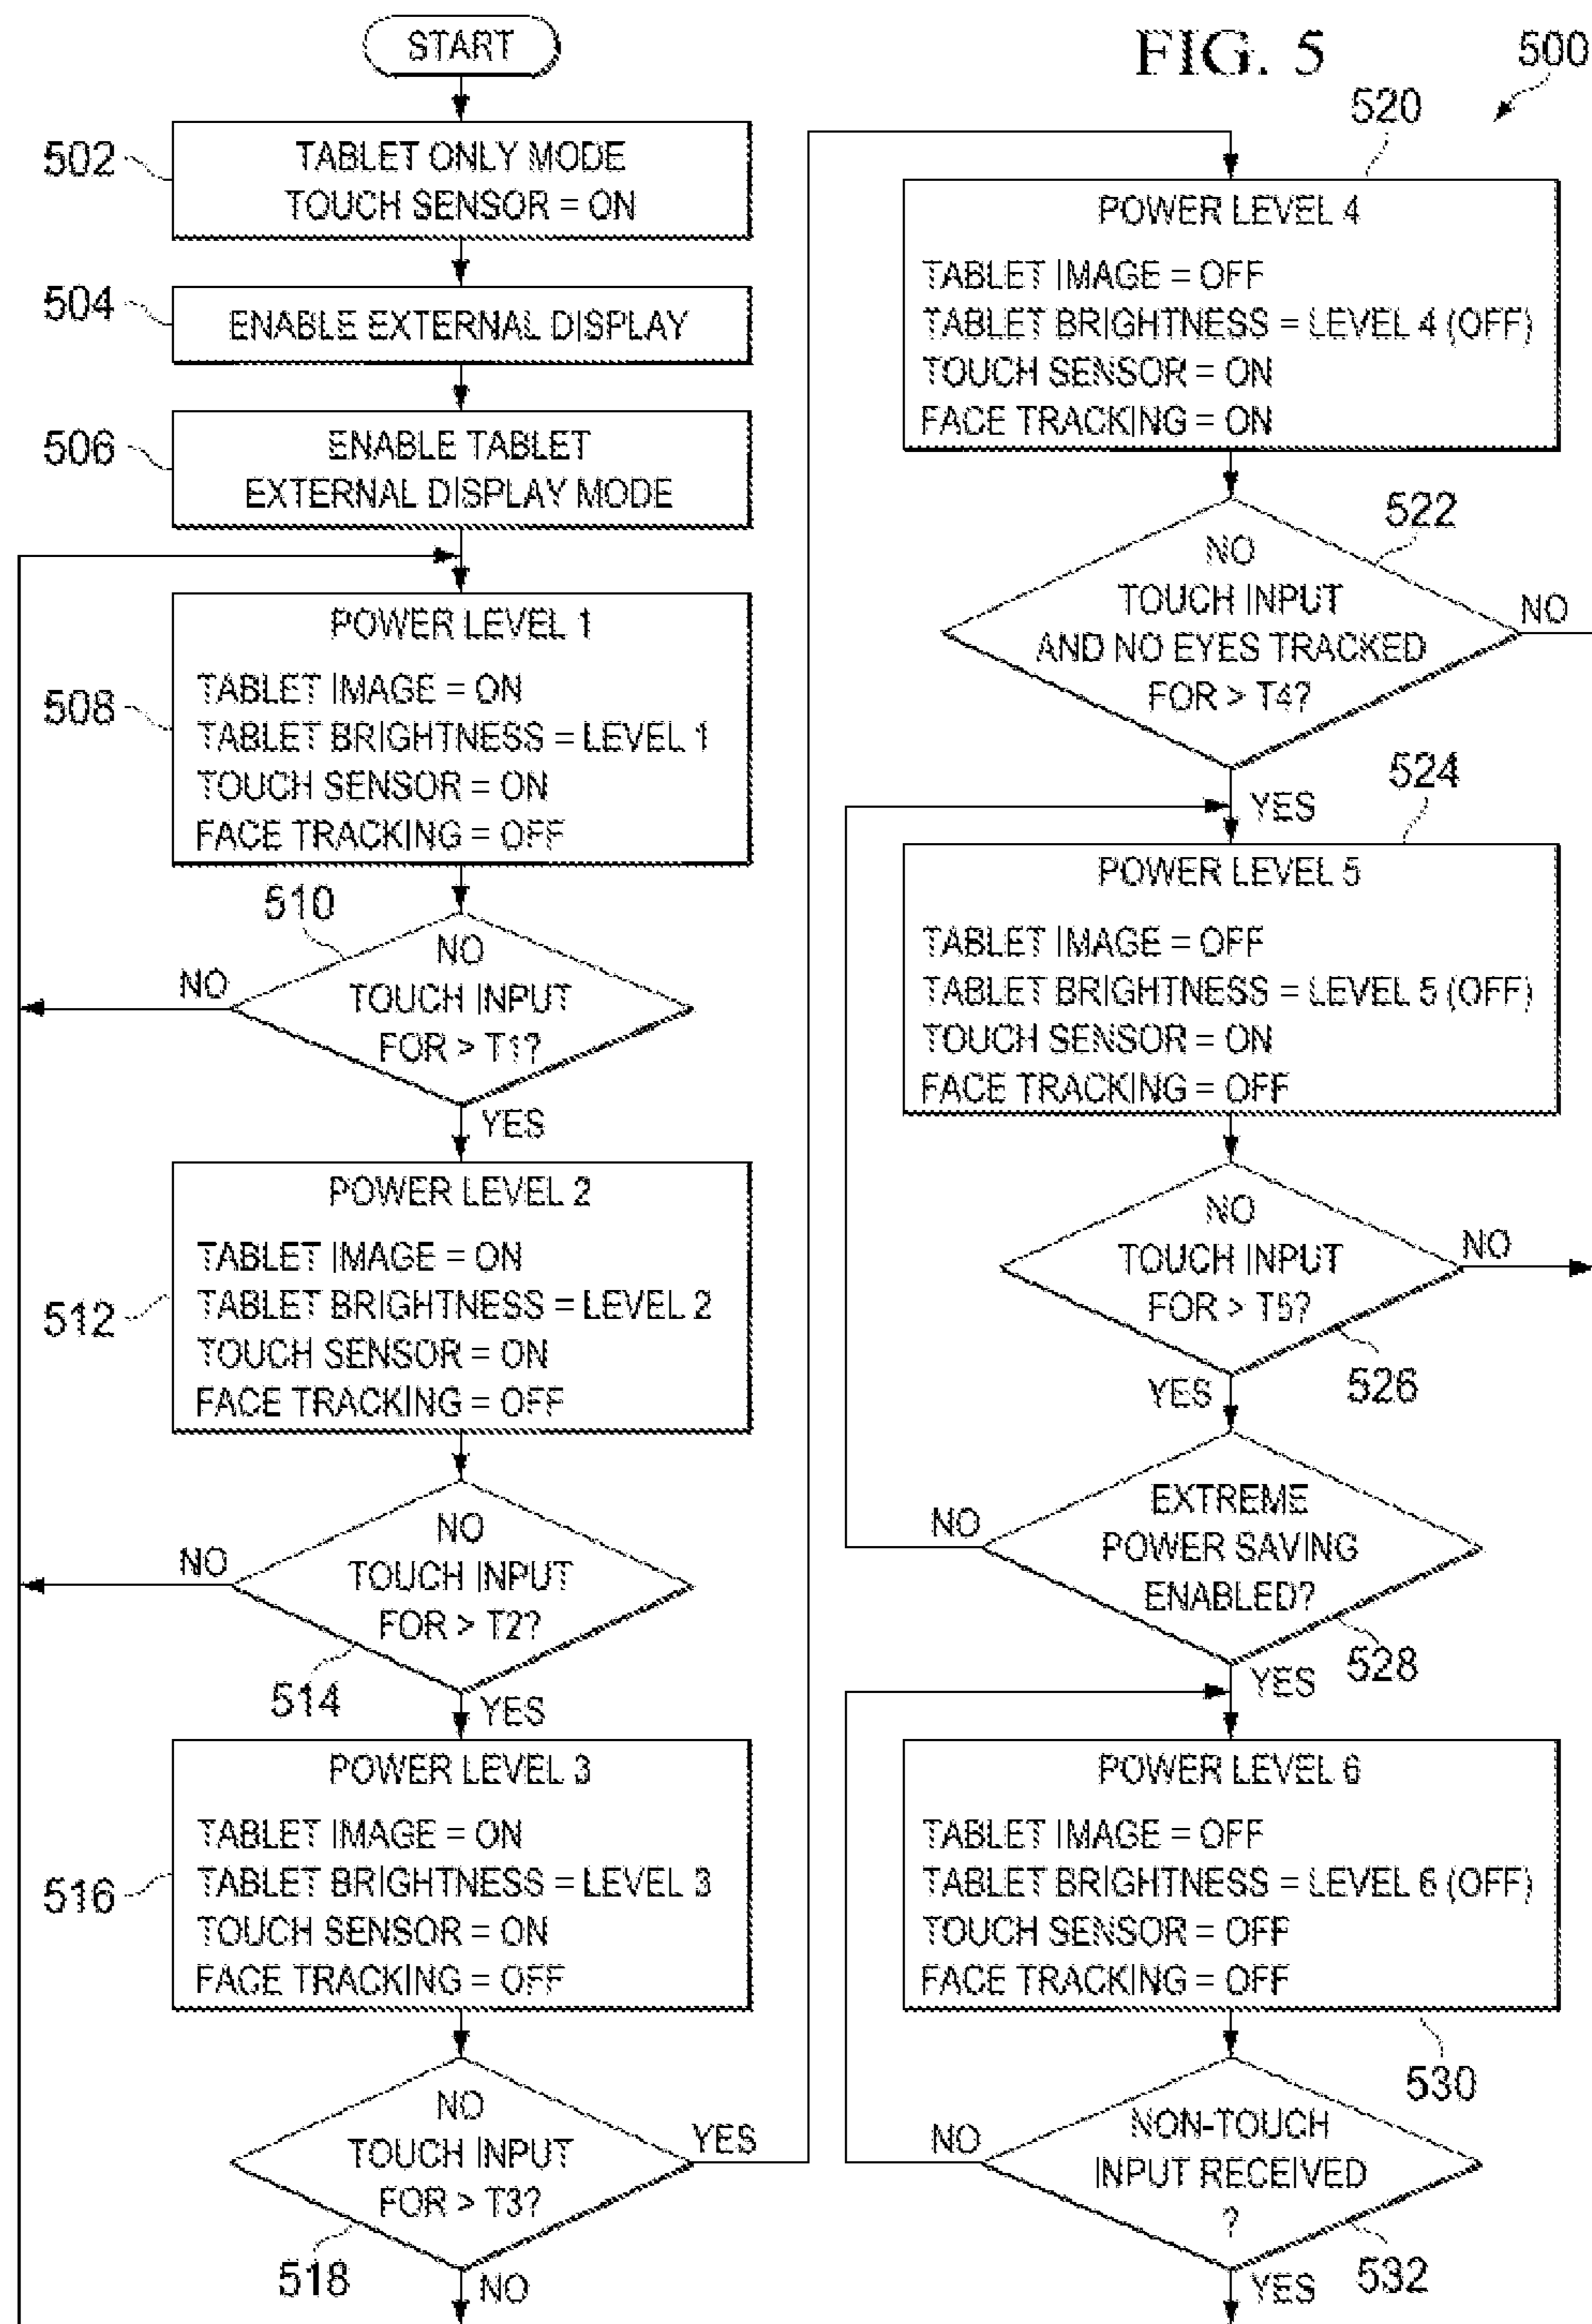 FIG. 5
500
START
502
TABLET ONLY MODE
TOUCH SENSOR = ON
504
ENABLE EXTERNAL DISPLAY
506
ENABLE TABLET
EXTERNAL DISPLAY MODE
508
POWER LEVEL 1
TABLET IMAGE = ON
TABLET BRIGHTNESS = LEVEL 1
TOUCH SENSOR = ON
FACE TRACKING = OFF
510
NO
NO
TOUCH INPUT
FOR > T1?
YES
512
POWER LEVEL 2
TABLET IMAGE = ON
TABLET BRIGHTNESS = LEVEL 2
TOUCH SENSOR = ON
FACE TRACKING = OFF
NO
NO
TOUCH INPUT
FOR > T2?
514
YES
516
POWER LEVEL 3
TABLET IMAGE = ON
TABLET BRIGHTNESS = LEVEL 3
TOUCH SENSOR = ON
FACE TRACKING = OFF
NO
TOUCH INPUT
FOR > T3?
YES
518
NO
520
POWER LEVEL 4
TABLET IMAGE = OFF
TABLET BRIGHTNESS = LEVEL 4 (OFF)
TOUCH SENSOR = ON
FACE TRACKING = ON
522
NO
TOUCH INPUT
AND NO EYES TRACKED
FOR > T4?
NO
YES
524
POWER LEVEL 5
TABLET IMAGE = OFF
TABLET BRIGHTNESS = LEVEL 5 (OFF)
TOUCH SENSOR = ON
FACE TRACKING = OFF
NO
TOUCH INPUT
FOR > T5?
NO
526
YES
EXTREME
POWER SAVING
ENABLED?
NO
528
YES
POWER LEVEL 6
TABLET IMAGE = OFF
TABLET BRIGHTNESS = LEVEL 6 (OFF)
TOUCH SENSOR = OFF
FACE TRACKING = OFF
530
NO
NON-TOUCH
INPUT RECEIVED
?
532
YES